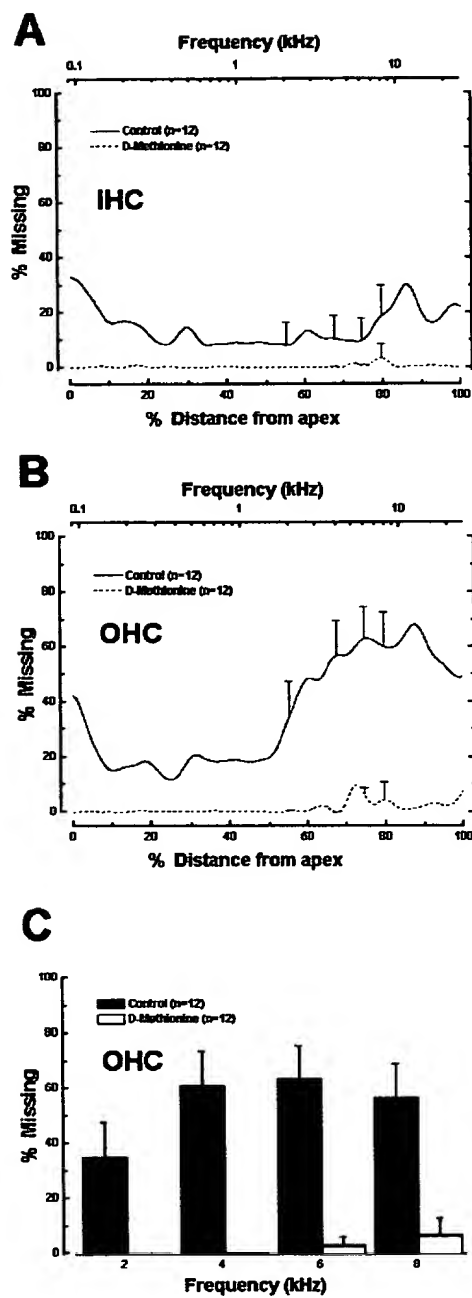 A
Frequency (kHz)
0.1 1 10
100
80
60
40
20
0
% Missing
Control (n=12)
D-Methionine (n=12)
IHC
0 20 40 60 80 100
% Distance from apex
B
Frequency (kHz)
0.1 1 10
100
80
60
40
20
0
% Missing
Control (n=12)
D-Methionine (n=12)
OHC
0 20 40 60 80 100
% Distance from apex
C
100
80
60
40
20
0
% Missing
Control (n=12)
D-Methionine (n=12)
OHC
2 4 6 8
Frequency (kHz)